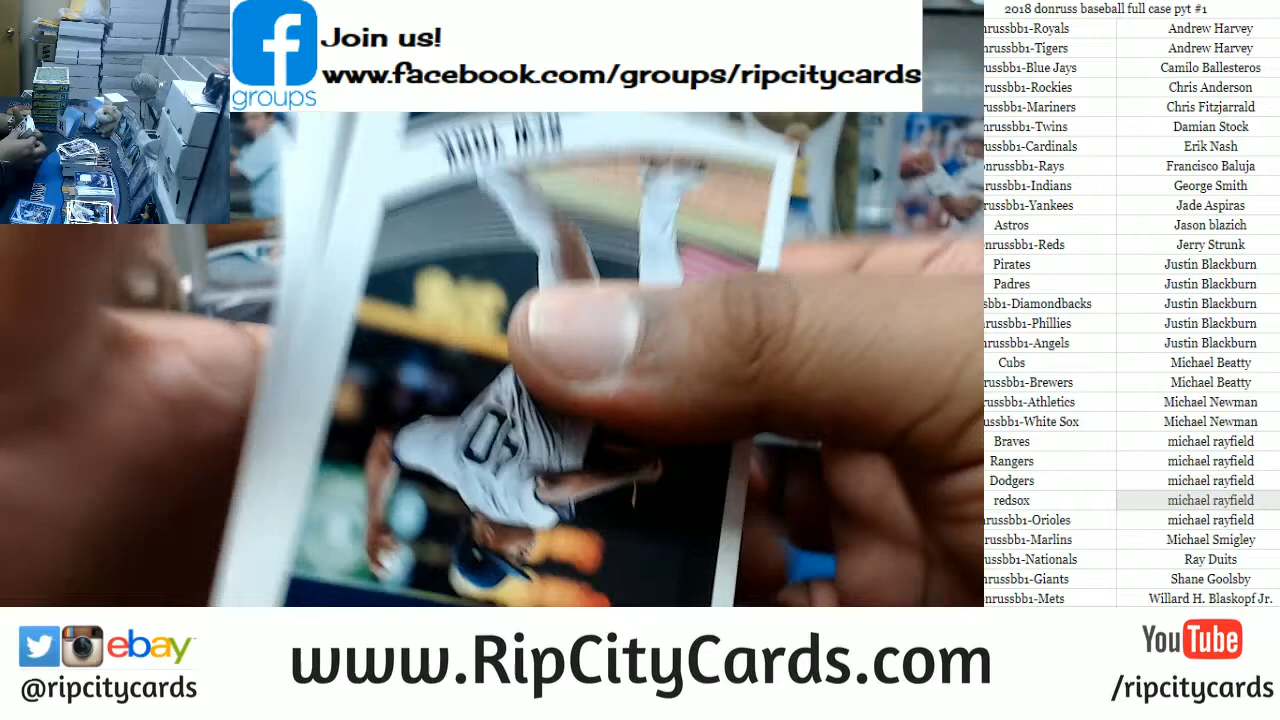 Join us!
www.facebook.com/groups/ripcitycards
groups
2018 donruss baseball full case pyt #1
nrussbb1-Royals Andrew Harvey
nrussbb1-Tigers Andrew Harvey
russbb1-Blue Jays Camilo Ballesteros
russbb1-Rockies Chris Anderson
russbb1-Mariners Chris Fitzjarrald
nrussbb1-Twins Damian Stock
russbb1-Cardinals Erik Nash
onrussbb1-Rays Francisco Baluja
nrussbb1-Indians George Smith
russbb1-Yankees Jade Aspiras
Astros Jason blazich
onrussbb1-Reds Jerry Strunk
Pirates Justin Blackburn
Padres Justin Blackburn
sbb1-Diamondbacks Justin Blackburn
nrussbb1-Phillies Justin Blackburn
nrussbb1-Angels Justin Blackburn
Cubs Michael Beatty
russbb1-Brewers Michael Beatty
russbb1-Athletics Michael Newman
ussbb1-White Sox Michael Newman
Braves michael rayfield
Rangers michael rayfield
Dodgers michael rayfield
redsox michael rayfield
nrussbb1-Orioles michael rayfield
russbb1-Marlins Michael Smigley
ussbb1-Nationals Ray Duits
nrussbb1-Giants Shane Goolsby
onrussbb1-Mets Willard H. Blaskopf Jr.
ebay
@ripcitycards
www.RipCityCards.com
YouTube
/ripcitycards